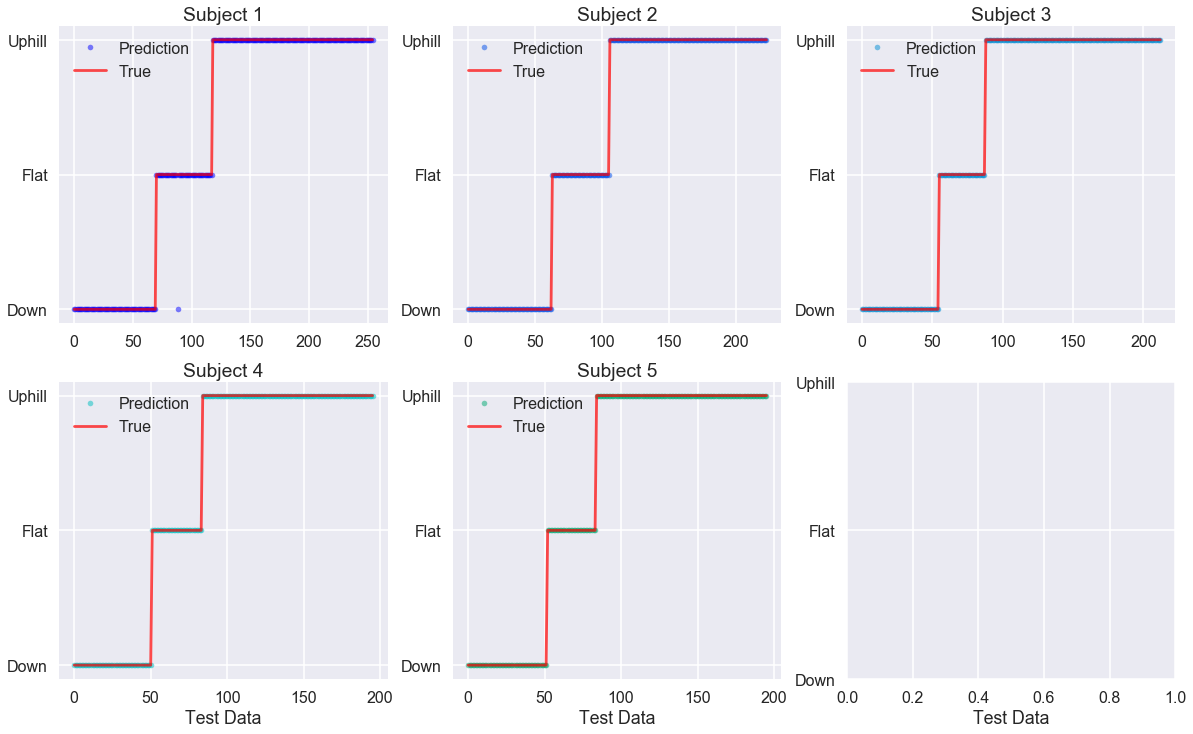 Subject 1
Uphill
Flat
Down
Prediction
True
0 50 100 150 200 250
Subject 2
Uphill
Flat
Down
Prediction
True
0 50 100 150 200
Subject 3
Uphill
Flat
Down
Prediction
True
0 50 100 150 200
Subject 4
Uphill
Flat
Down
Prediction
True
0 50 100 150 200
Test Data
Subject 5
Uphill
Flat
Down
Prediction
True
0 50 100 150 200
Test Data
Uphill
Flat
Down
0.0 0.2 0.4 0.6 0.8 1.0
Test Data